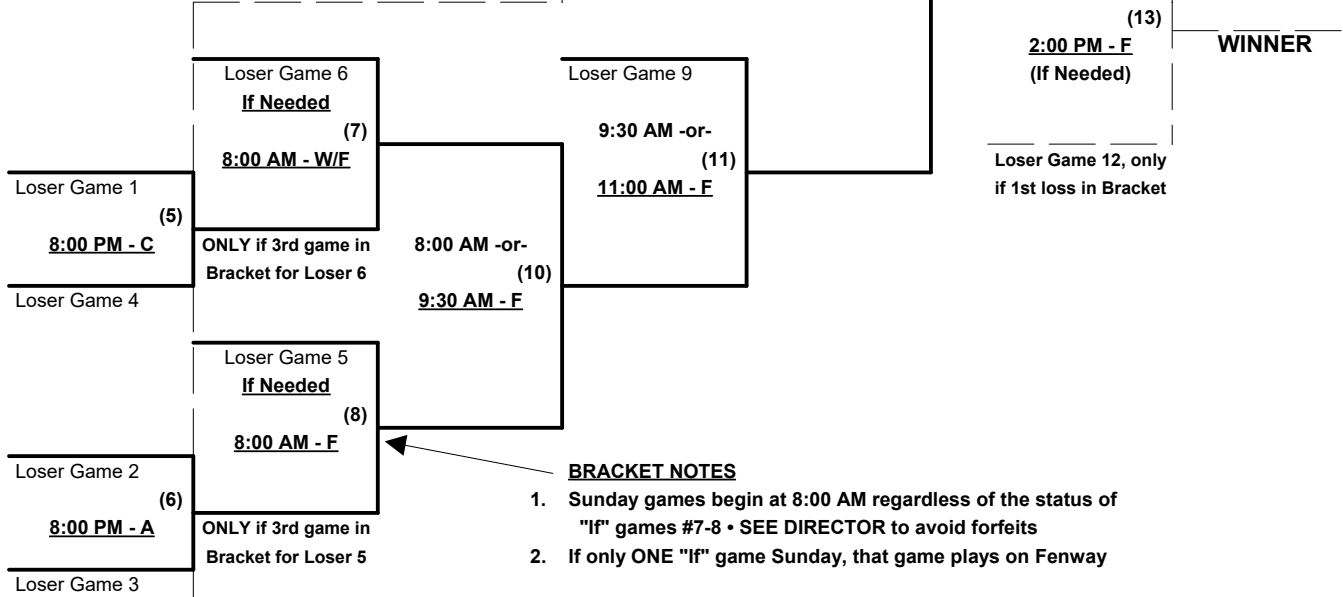 (13)
2:00 PM - F
WINNER
(If Needed)
Loser Game 12, only
if 1st loss in Bracket
Loser Game 6
If Needed
(7)
8:00 AM - W/F
Loser Game 9
9:30 AM -or-
(11)
11:00 AM - F
Loser Game 1
(5)
8:00 PM - C
Loser Game 4
ONLY if 3rd game in
Bracket for Loser 6
8:00 AM -or-
(10)
9:30 AM - F
Loser Game 5
If Needed
(8)
8:00 AM - F
Loser Game 2
(6)
8:00 PM - A
Loser Game 3
ONLY if 3rd game in
Bracket for Loser 5
BRACKET NOTES
1. Sunday games begin at 8:00 AM regardless of the status of
"If" games #7-8 • SEE DIRECTOR to avoid forfeits
2. If only ONE "If" game Sunday, that game plays on Fenway